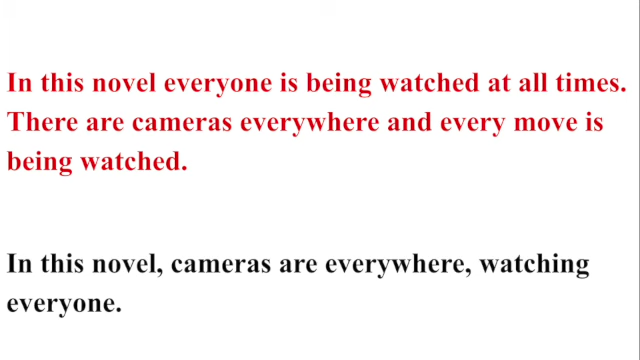 In this novel everyone is being watched at all times.
There are cameras everywhere and every move is
being watched.
In this novel, cameras are everywhere, watching
everyone.